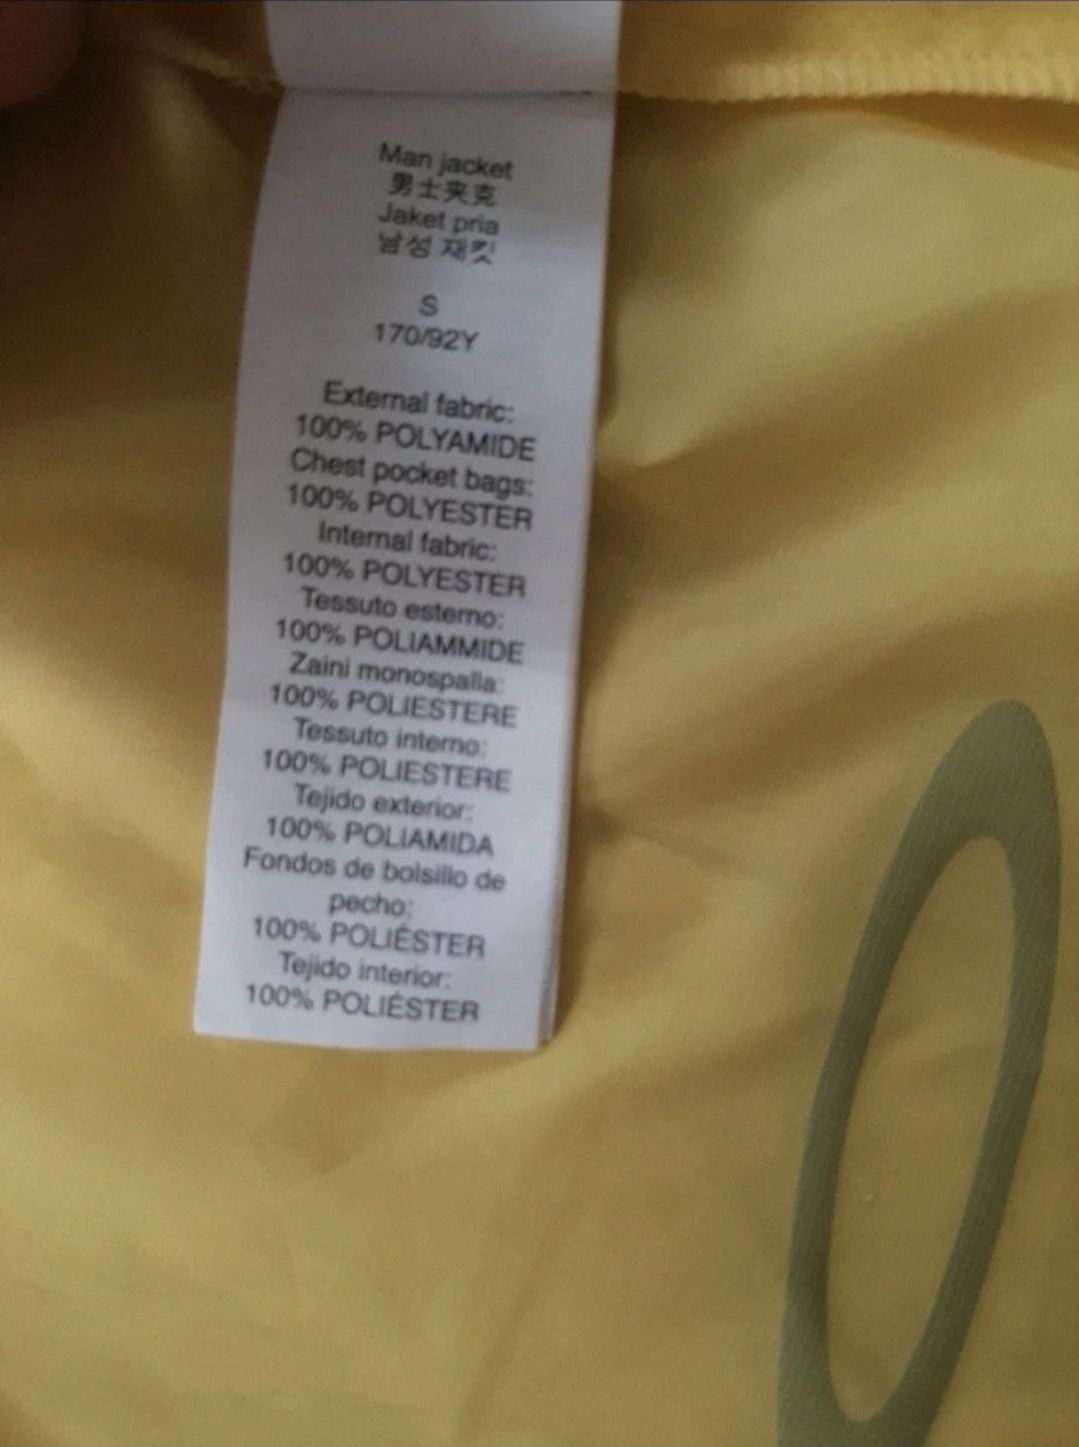 Man jacket
男士夹克
Jaket pria
남성 재킷
S
170/92Y
External fabric:
100% POLYAMIDE
Chest pocket bags:
100% POLYESTER
Internal fabric:
100% POLYESTER
Tessuto esterno:
100% POLIAMMIDE
Zaini monospalla:
100% POLIESTERE
Tessuto interno:
100% POLIESTERE
Tejido exterior:
100% POLIAMIDA
Fondos de bolsillo de
pecho:
100% POLIÉSTER
Tejido interior:
100% POLIÉSTER